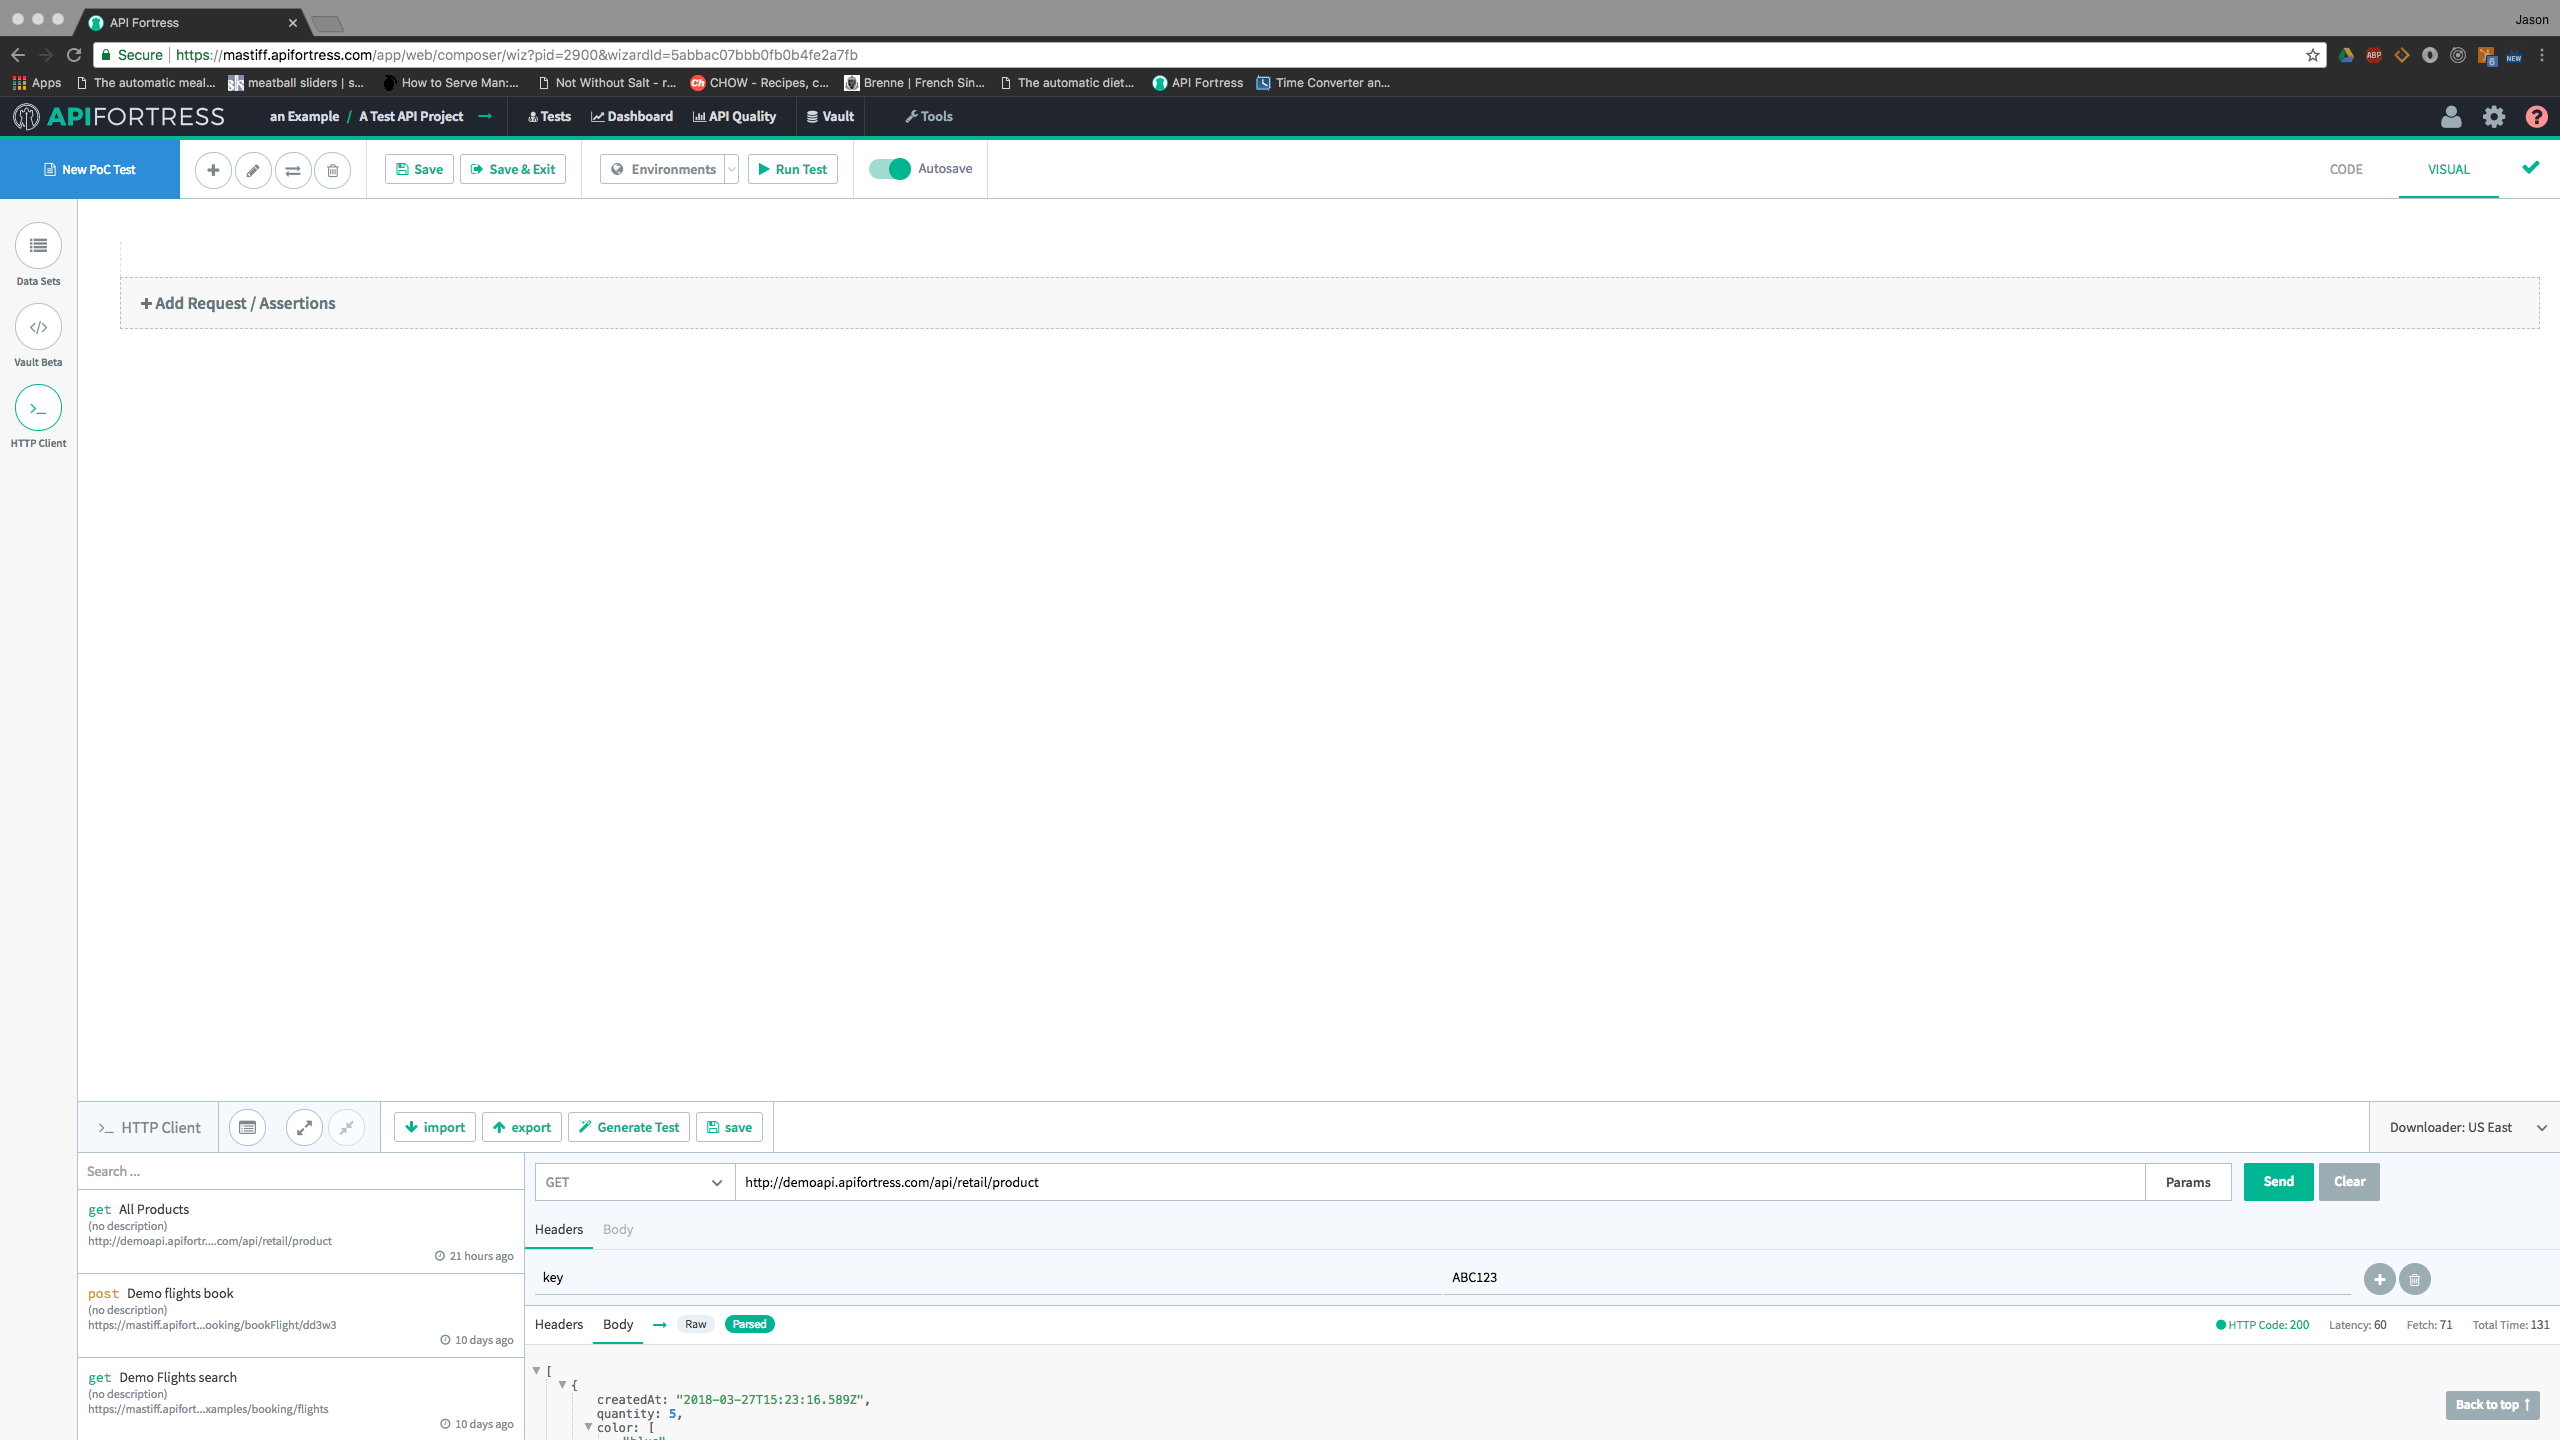 API Fortress
Jason
Secure https://mastiff.apifortress.com/app/web/composer/wiz?pid=2900&wizardId=5abbac07bbb0fb0b4fe2a7fb
ABP
6
NEW
Apps The automatic meal... meatball sliders | s... How to Serve Man:... Not Without Salt - r... CHOW - Recipes, c... Brenne | French Sin... The automatic diet... API Fortress Time Converter an...
APIFORTRESS an Example / A Test API Project Tests Dashboard API Quality Vault Tools ?
New PoC Test Save Save & Exit Environments Run Test Autosave CODE VISUAL
Data Sets
+ Add Request / Assertions
Vault Beta
HTTP Client
>_ HTTP Client import export Generate Test save Downloader: US East
Search ...
GET http://demoapi.apifortress.com/api/retail/product Params Send Clear
get All Products
(no description)
http://demoapi.apifortr....com/api/retail/product
21 hours ago
post Demo flights book
(no description)
https://mastiff.apifort...ooking/bookFlight/dd3w3
10 days ago
get Demo Flights search
(no description)
https://mastiff.apifort...xamples/booking/flights
10 days ago
Headers Body
key ABC123
Headers Body Raw Parsed HTTP Code: 200 Latency: 60 Fetch: 71 Total Time: 131
[
{
createdAt: "2018-03-27T15:23:16.589Z",
quantity: 5,
color: [
Back to top